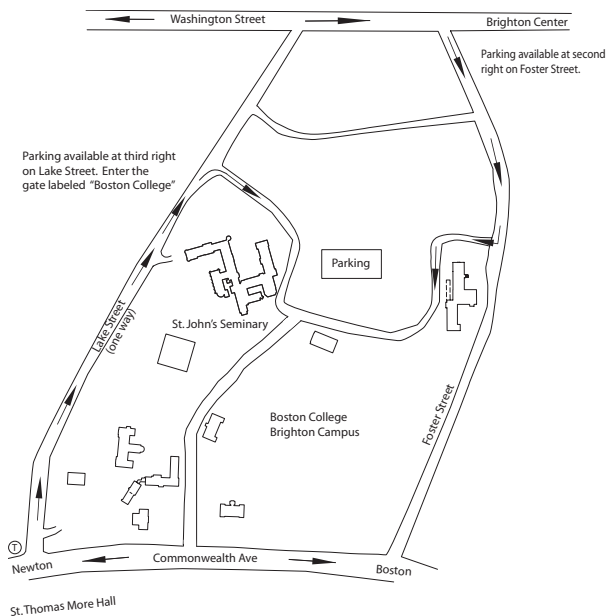 Washington Street
Brighton Center
Parking available at second
right on Foster Street.
Parking available at third right
on Lake Street. Enter the
gate labeled “Boston College”
Parking
St. John's Seminary
Lake Street
(one way)
Boston College
Brighton Campus
Foster Street
T
Newton
Commonwealth Ave
Boston
St. Thomas More Hall